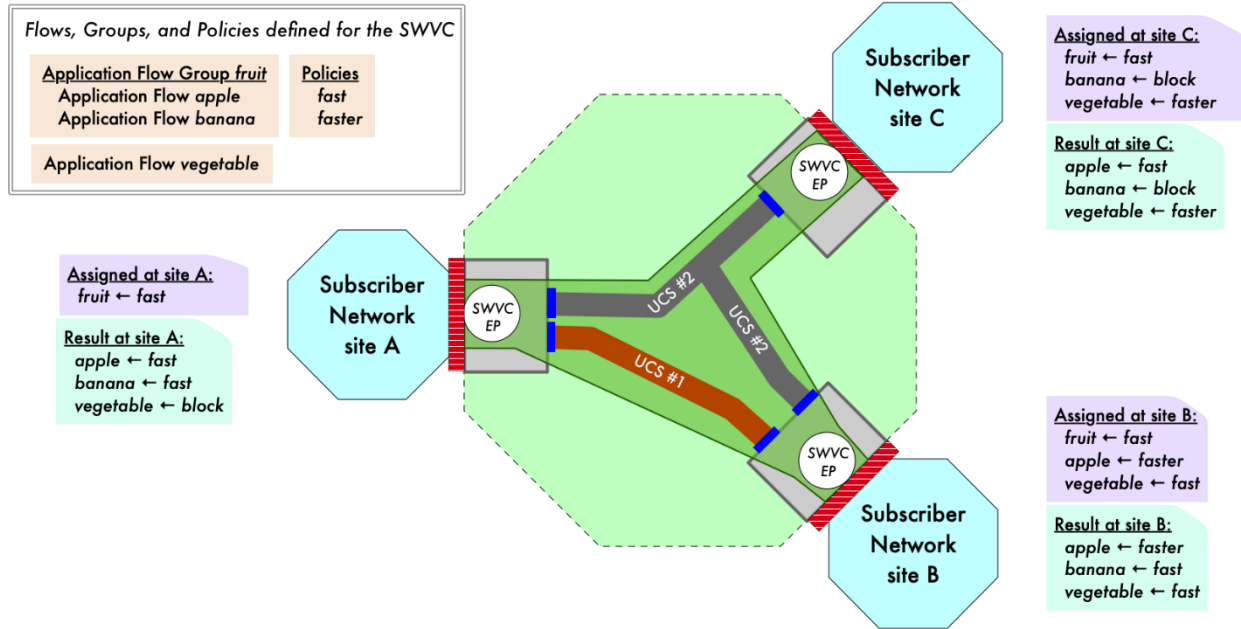 Flows, Groups, and Policies defined for the SWVC
Application Flow Group fruit
Application Flow apple
Application Flow banana
Policies
fast
faster
Application Flow vegetable
Subscriber
Network
site C
Assigned at site C:
fruit ← fast
banana ← block
vegetable ← faster
Result at site C:
apple ← fast
banana ← block
vegetable ← faster
SWVC
EP
Assigned at site A:
fruit ← fast
Result at site A:
apple ← fast
banana ← fast
vegetable ← block
Subscriber
Network
site A
SWVC
EP
UCS #2
UCS #2
UCS #1
SWVC
EP
Subscriber
Network
site B
Assigned at site B:
fruit ← fast
apple ← faster
vegetable ← fast
Result at site B:
apple ← faster
banana ← fast
vegetable ← fast